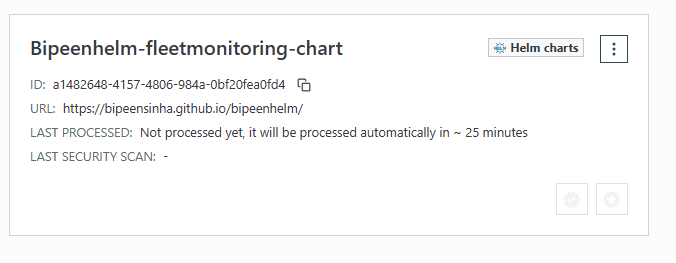 Bipeenhelm-fleetmonitoring-chart
HELM Helm charts
ID: a1482648-4157-4806-984a-0bf20fea0fd4
URL: https://bipeensinha.github.io/bipeenhelm/
LAST PROCESSED: Not processed yet, it will be processed automatically in ~ 25 minutes
LAST SECURITY SCAN: -